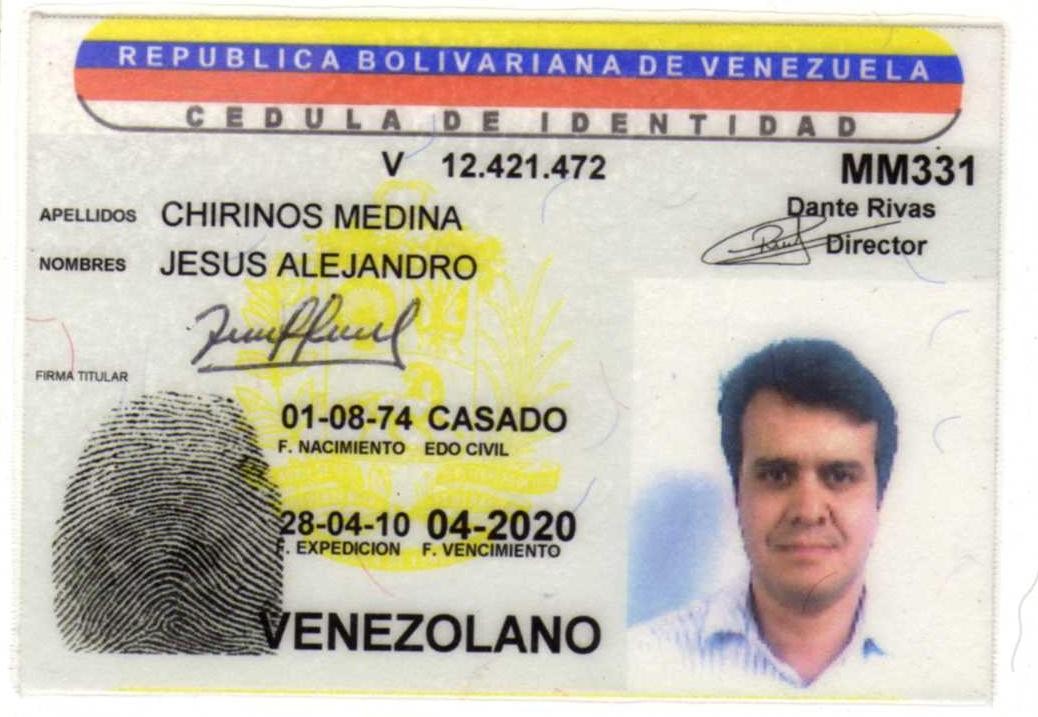 REPUBLICA BOLIVARIANA DE VENEZUELA
CEDULA DE IDENTIDAD
V 12.421.472 MM331
APELLIDOS CHIRINOS MEDINA
Dante Rivas
Director
NOMBRES JESUS ALEJANDRO
FIRMA TITULAR
01-08-74 CASADO
F. NACIMIENTO EDO CIVIL
28-04-10 04-2020
F. EXPEDICION F. VENCIMIENTO
VENEZOLANO